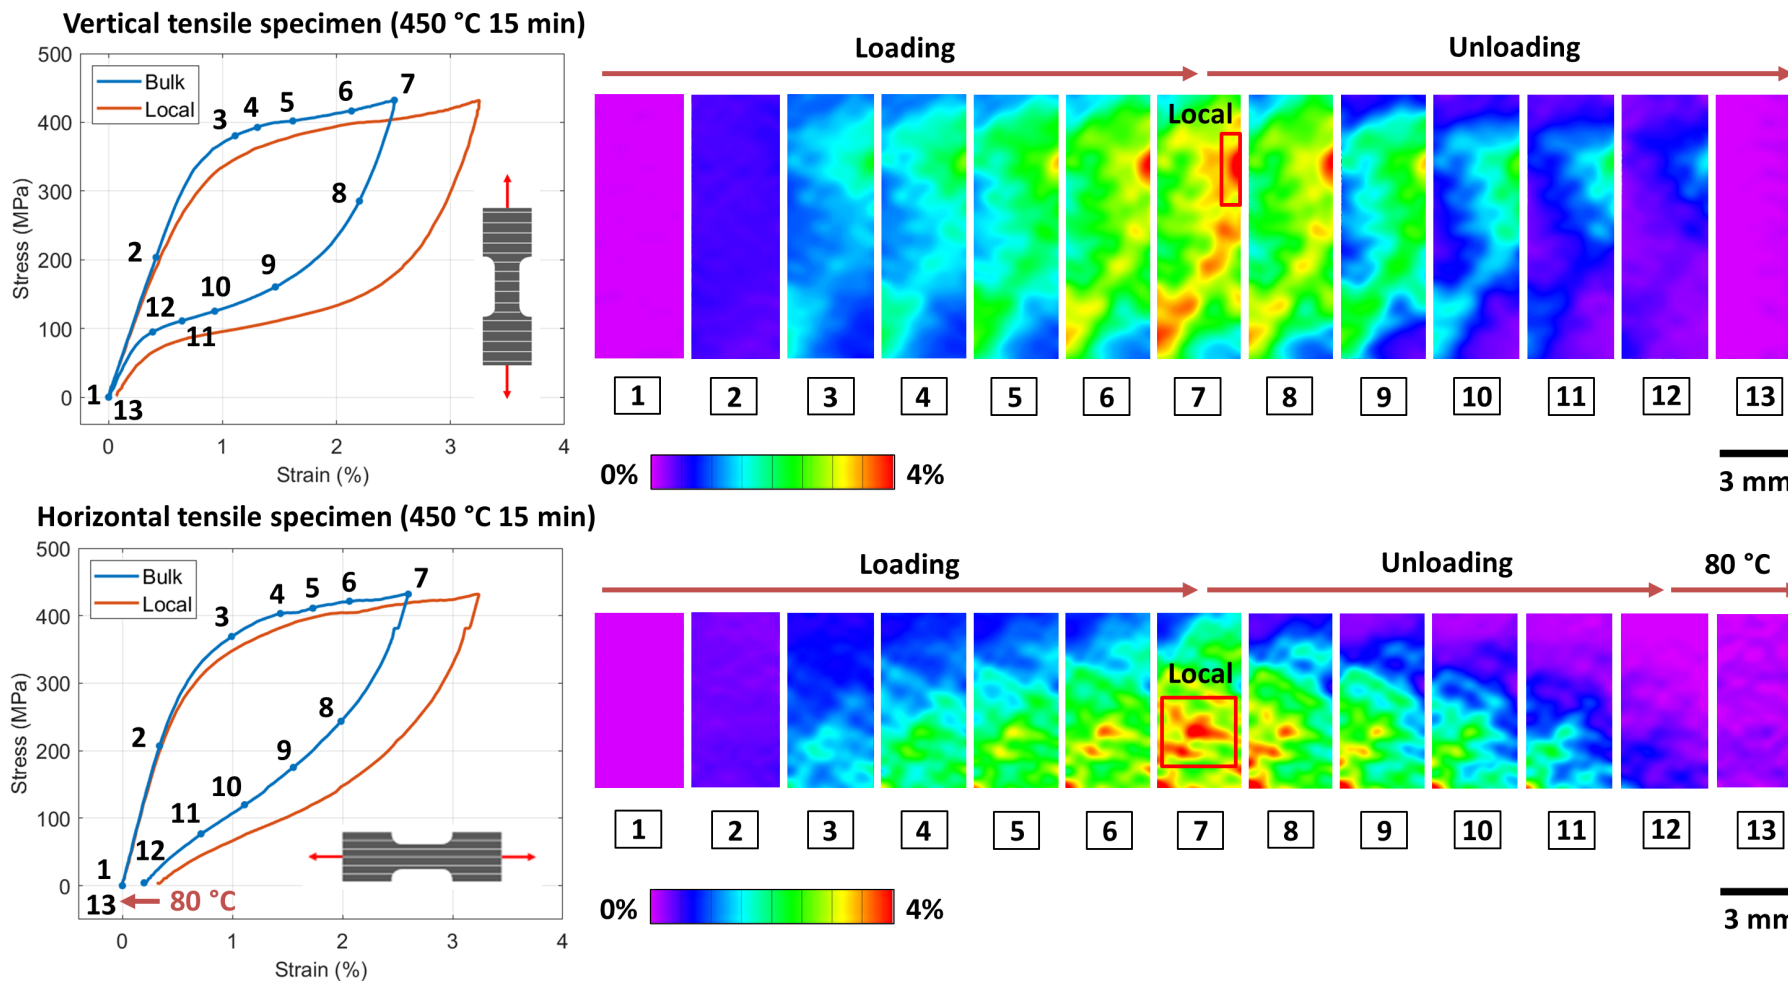 Vertical tensile specimen (450 °C 15 min)
500
400
300
200
100
0
Stress (MPa)
Bulk
Local
1
2
3
4
5
6
7
8
9
10
11
12
13
0 1 2 3 4
Strain (%)
Loading Unloading
Local
1 2 3 4 5 6 7 8 9 10 11 12 13
0% 4%
3 mm
Horizontal tensile specimen (450 °C 15 min)
500
400
300
200
100
0
Stress (MPa)
Bulk
Local
1
2
3
4
5
6
7
8
9
10
11
12
13
80 °C
0 1 2 3 4
Strain (%)
Loading Unloading 80 °C
Local
1 2 3 4 5 6 7 8 9 10 11 12 13
0% 4%
3 mm